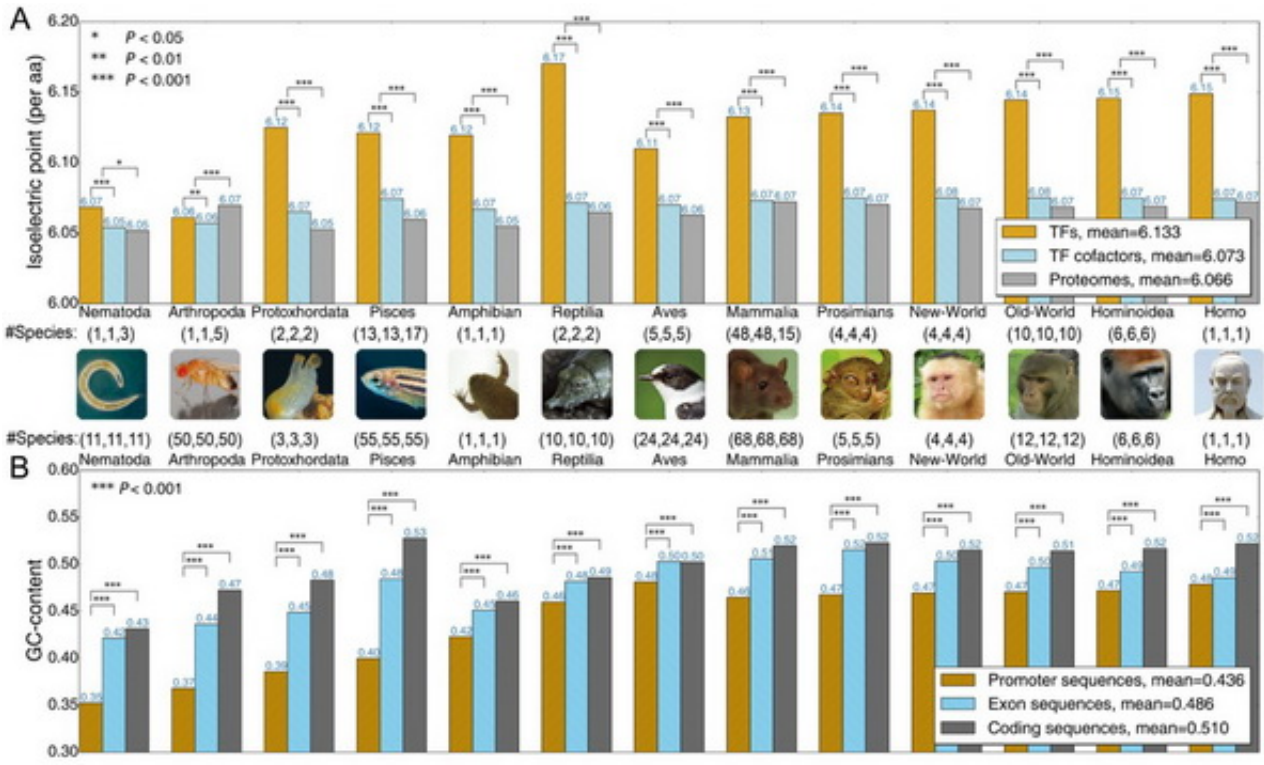 A
6.20
* P < 0.05
** P < 0.01
*** P < 0.001
Isoelectric point (per aa)
6.15
6.10
6.05
6.00
*** *
6.07 6.05 6.05
** ***
6.06 6.06 6.07
*** ***
6.12 6.07 6.05
*** ***
6.12 6.07 6.06
*** ***
6.12 6.07 6.05
*** ***
6.17 6.07 6.06
*** ***
6.11 6.07 6.06
*** ***
6.13 6.07 6.07
*** ***
6.14 6.07 6.07
*** ***
6.14 6.08 6.07
*** ***
6.14 6.08 6.07
*** ***
6.15 6.07 6.07
*** ***
6.15 6.07 6.07
TFs, mean=6.133
TF cofactors, mean=6.073
Proteomes, mean=6.066
Nematoda Arthropoda Protoxhordata Pisces Amphibian Reptilia Aves Mammalia Prosimians New-World Old-World Hominoidea Homo
#Species: (1,1,3) (1,1,5) (2,2,2) (13,13,17) (1,1,1) (2,2,2) (5,5,5) (48,48,15) (4,4,4) (4,4,4) (10,10,10) (6,6,6) (1,1,1)
#Species: (11,11,11) (50,50,50) (3,3,3) (55,55,55) (1,1,1) (10,10,10) (24,24,24) (68,68,68) (5,5,5) (4,4,4) (12,12,12) (6,6,6) (1,1,1)
Nematoda Arthropoda Protoxhordata Pisces Amphibian Reptilia Aves Mammalia Prosimians New-World Old-World Hominoidea Homo
B
0.60
*** P < 0.001
GC-content
0.55
0.50
0.45
0.40
0.35
0.30
*** ***
0.35 0.42 0.43
*** ***
0.37 0.44 0.47
*** ***
0.39 0.45 0.48
*** ***
0.40 0.48 0.53
*** ***
0.42 0.45 0.46
*** ***
0.46 0.48 0.49
*** ***
0.48 0.50 0.50
*** ***
0.46 0.51 0.52
*** ***
0.47 0.52 0.52
*** ***
0.47 0.50 0.52
*** ***
0.47 0.50 0.51
*** ***
0.47 0.49 0.52
*** ***
0.48 0.49 0.52
Promoter sequences, mean=0.436
Exon sequences, mean=0.486
Coding sequences, mean=0.510